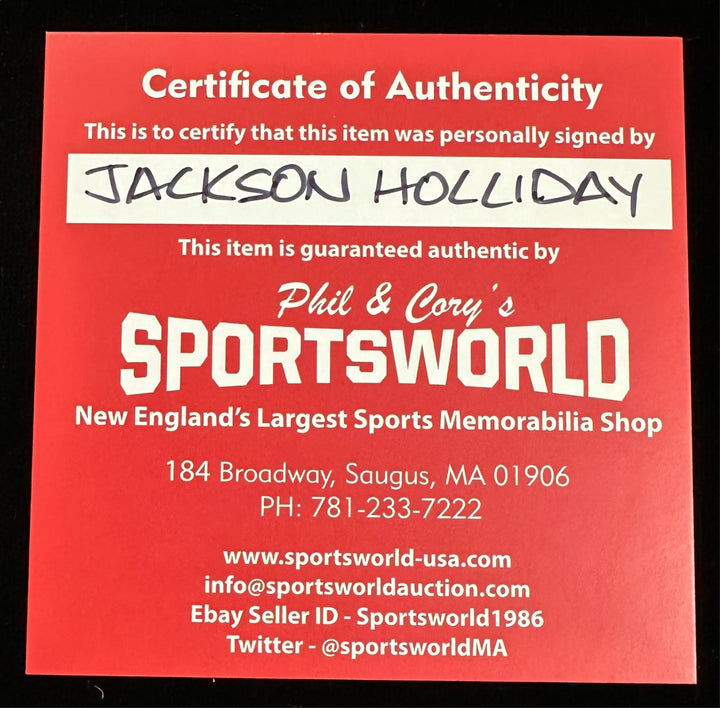 Certificate of Authenticity
This is to certify that this item was personally signed by
JACKSON HOLLIDAY
This item is guaranteed authentic by
Phil & Cory's
SPORTSWORLD
New England's Largest Sports Memorabilia Shop
184 Broadway, Saugus, MA 01906
PH: 781-233-7222
www.sportsworld-usa.com
info@sportsworldauction.com
Ebay Seller ID - Sportsworld1986
Twitter - @sportsworldMA